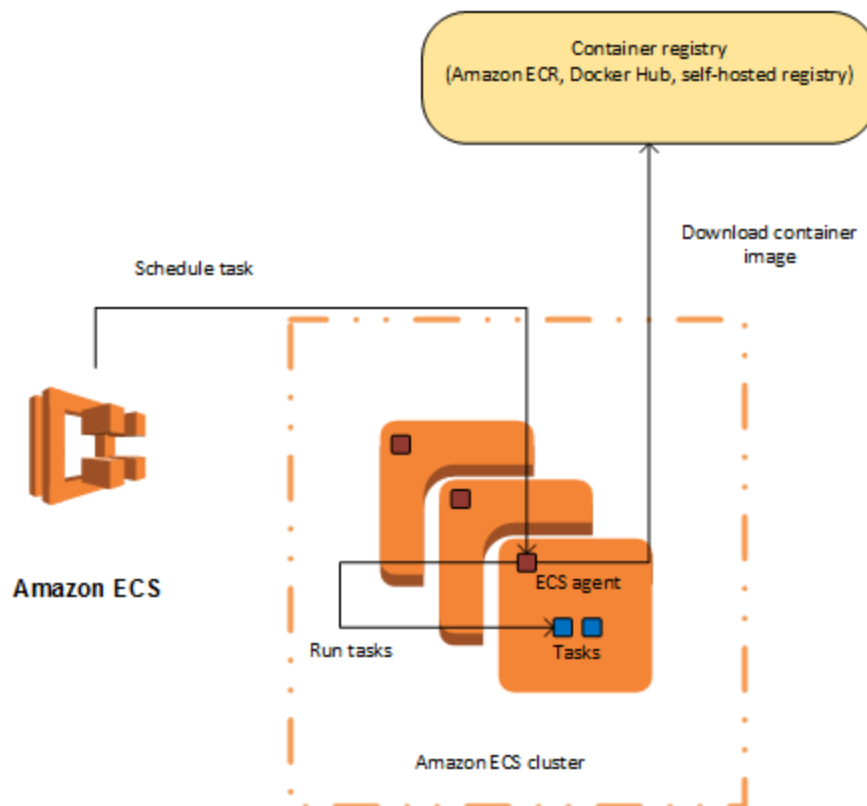 Container registry
(Amazon ECR, Docker Hub, self-hosted registry)
Download container
image
Schedule task
Amazon ECS
ECS agent
Run tasks
Tasks
Amazon ECS cluster